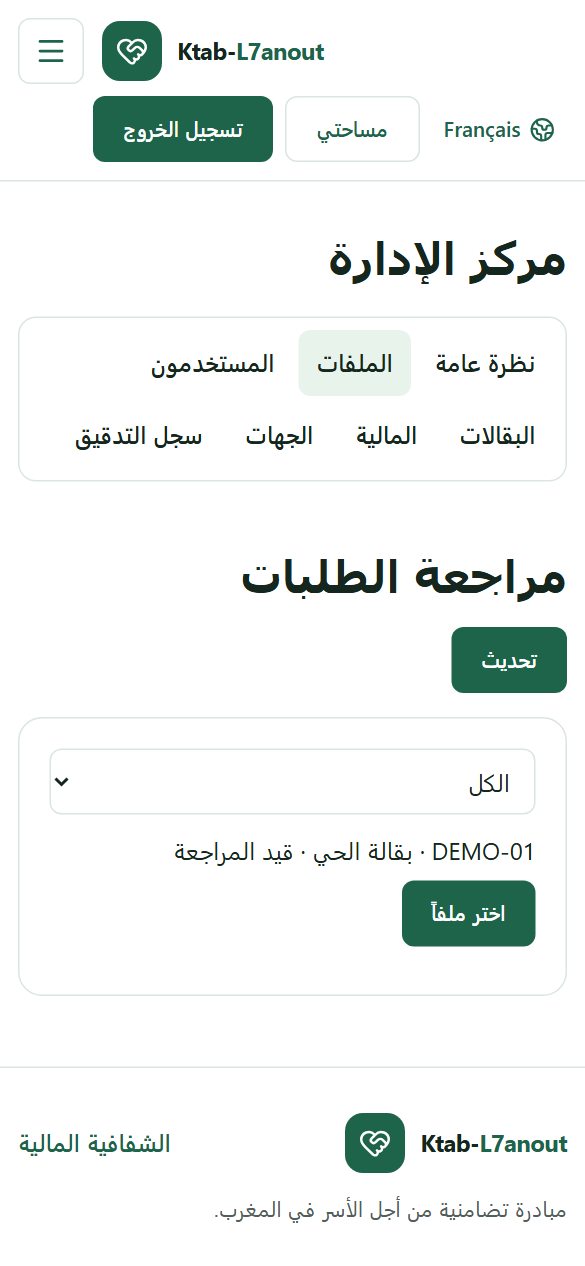 Ktab-L7anout
Français مساحتي تسجيل الخروج
مركز الإدارة
نظرة عامة الملفات المستخدمون
البقالات المالية الجهات سجل التدقيق
مراجعة الطلبات
تحديث
الكل
DEMO-01 · بقالة الحي · قيد المراجعة
اختر ملفاً
Ktab-L7anout الشفافية المالية
مبادرة تضامنية من أجل الأسر في المغرب.